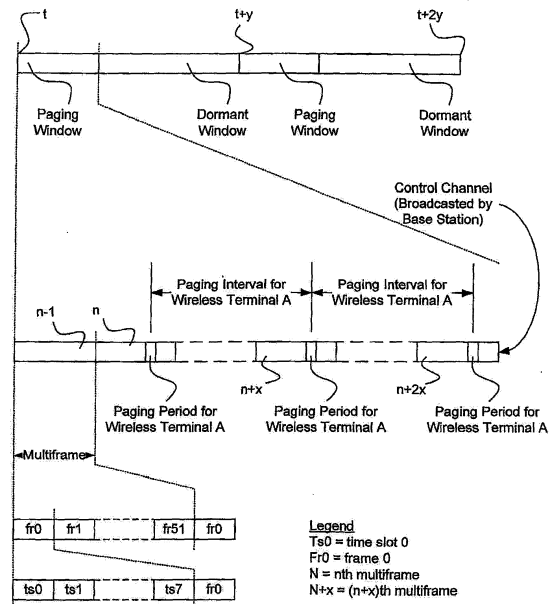 t
t+y
t+2y
Paging
Window
Dormant
Window
Paging
Window
Dormant
Window
Control Channel
(Broadcasted by
Base Station)
Paging Interval for
Wireless Terminal A
Paging Interval for
Wireless Terminal A
n-1
n
n+x
n+2x
Paging Period for
Wireless Terminal A
Paging Period for
Wireless Terminal A
Paging Period for
Wireless Terminal A
Multiframe
fr0 fr1 fr51 fr0
ts0 ts1 ts7 fr0
Legend
Ts0 = time slot 0
Fr0 = frame 0
N = nth multiframe
N+x = (n+x)th multiframe